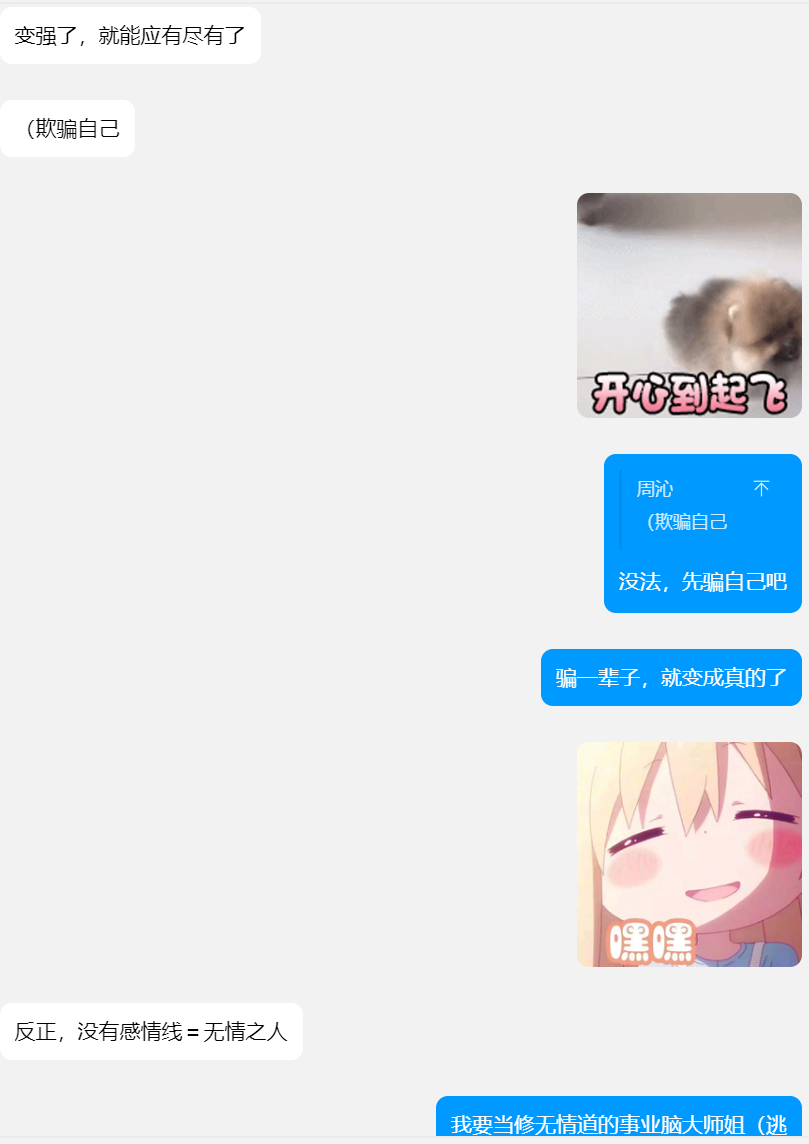 变强了，就能应有尽有了
（欺骗自己
开心到起飞
周沁
（欺骗自己
没法，先骗自己吧
骗一辈子，就变成真的了
嘿嘿
反正，没有感情线＝无情之人
我要当修无情道的事业脑大师姐（逃